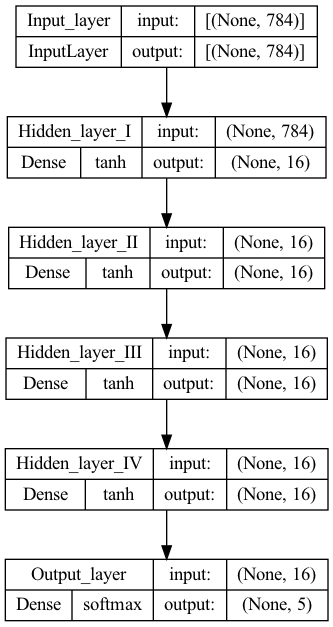 Input_layer input: [(None, 784)]
InputLayer output: [(None, 784)]
Hidden_layer_I input: (None, 784)
Dense tanh output: (None, 16)
Hidden_layer_II input: (None, 16)
Dense tanh output: (None, 16)
Hidden_layer_III input: (None, 16)
Dense tanh output: (None, 16)
Hidden_layer_IV input: (None, 16)
Dense tanh output: (None, 16)
Output_layer input: (None, 16)
Dense softmax output: (None, 5)